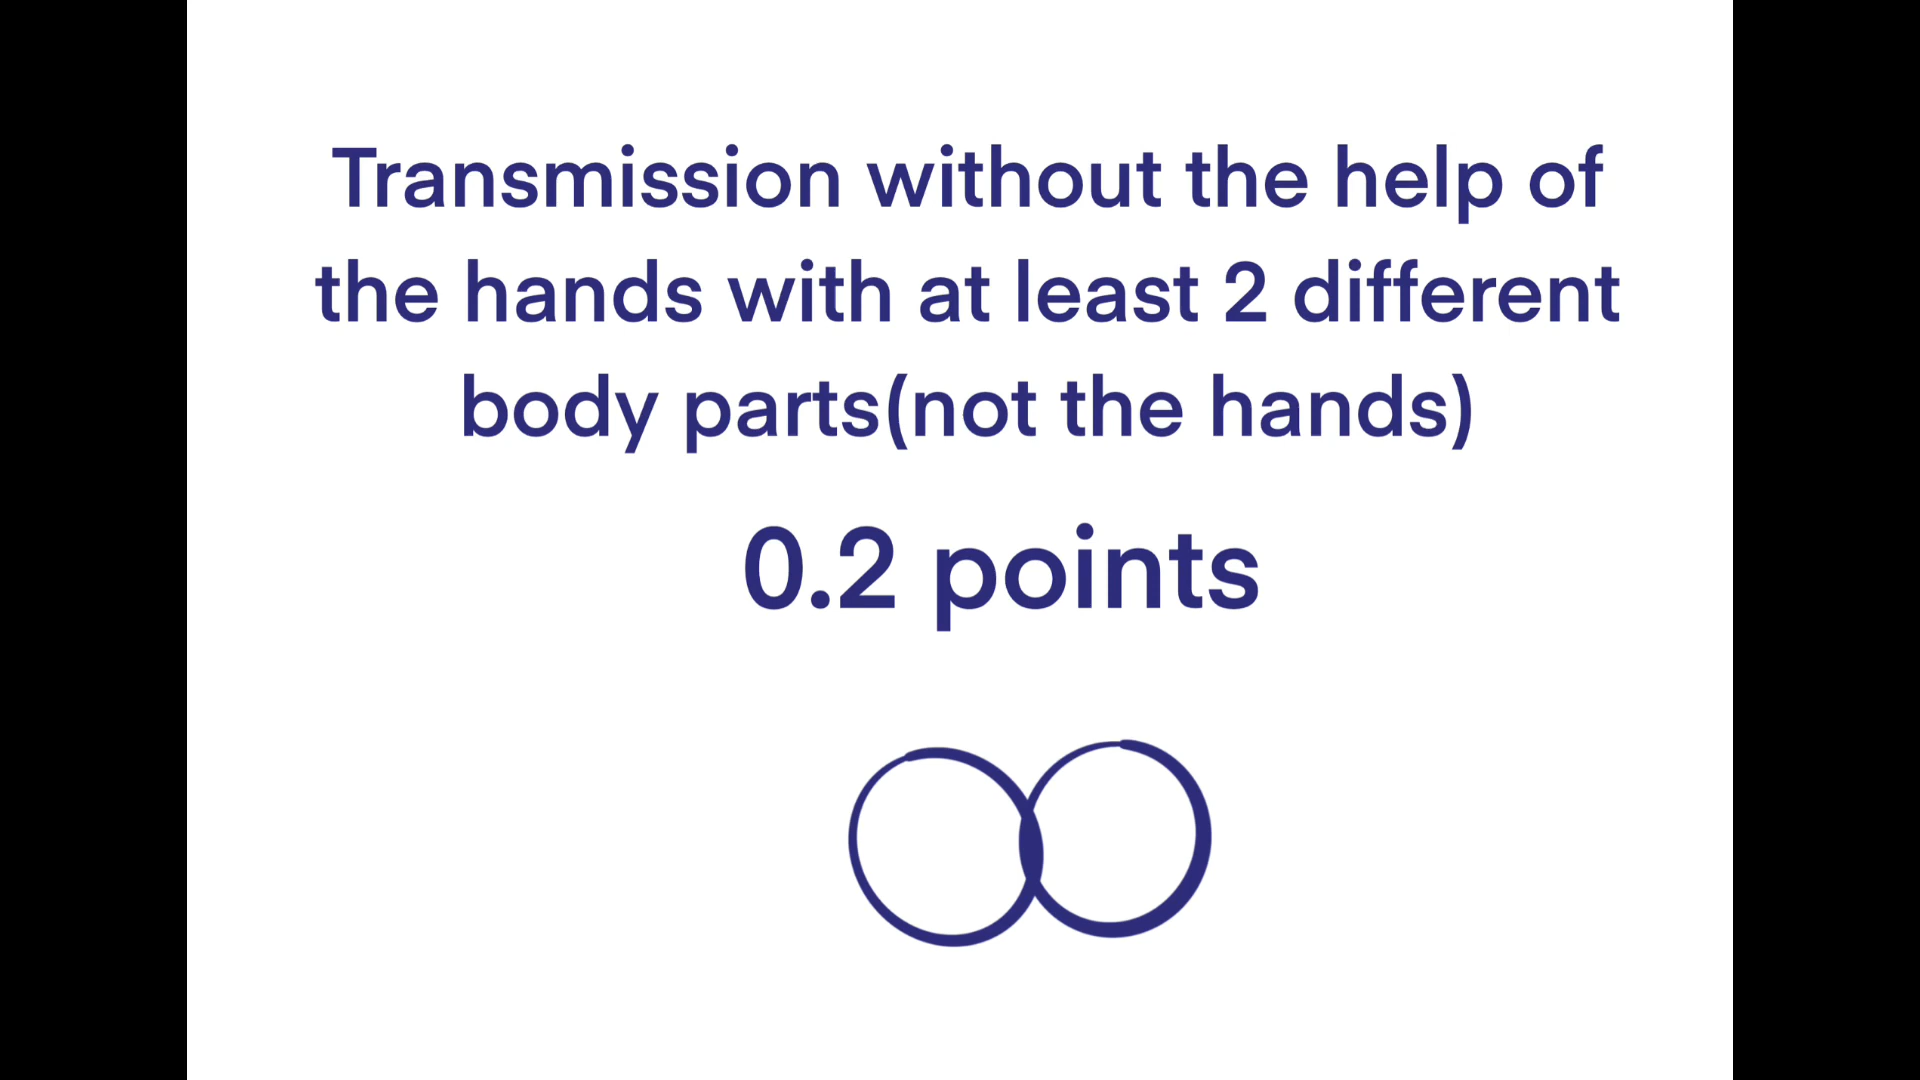 Transmission without the help of
the hands with at least 2 different
body parts(not the hands)
0.2 points